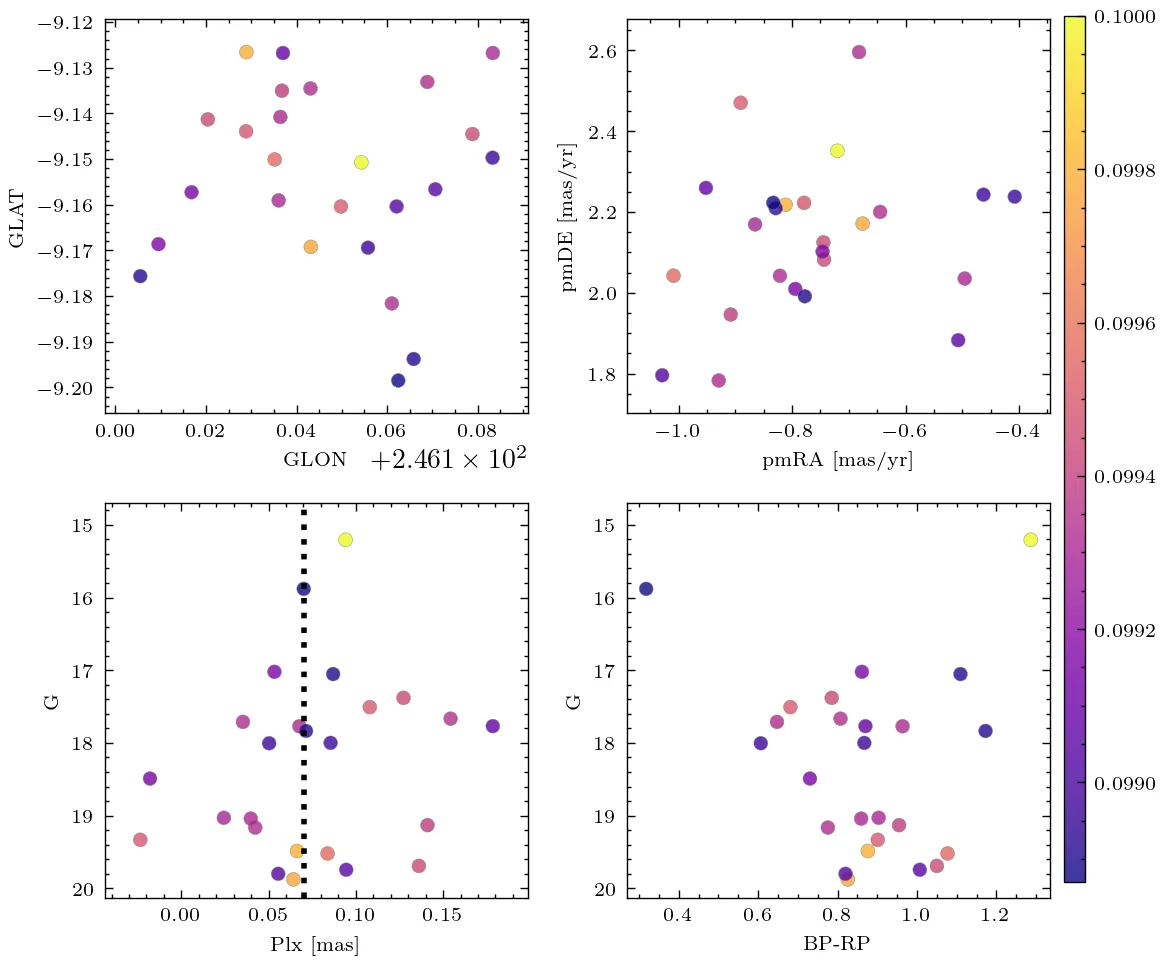 −9.12
−9.13
−9.14
−9.15
−9.16
−9.17
−9.18
−9.19
−9.20
GLAT
0.00 0.02 0.04 0.06 0.08
GLON +2.461 × 10²
2.6
2.4
2.2
2.0
1.8
pmDE [mas/yr]
−1.0 −0.8 −0.6 −0.4
pmRA [mas/yr]
0.1000
0.0998
0.0996
0.0994
0.0992
0.0990
15
16
17
18
19
20
G
0.00 0.05 0.10 0.15
Plx [mas]
15
16
17
18
19
20
G
0.4 0.6 0.8 1.0 1.2
BP-RP